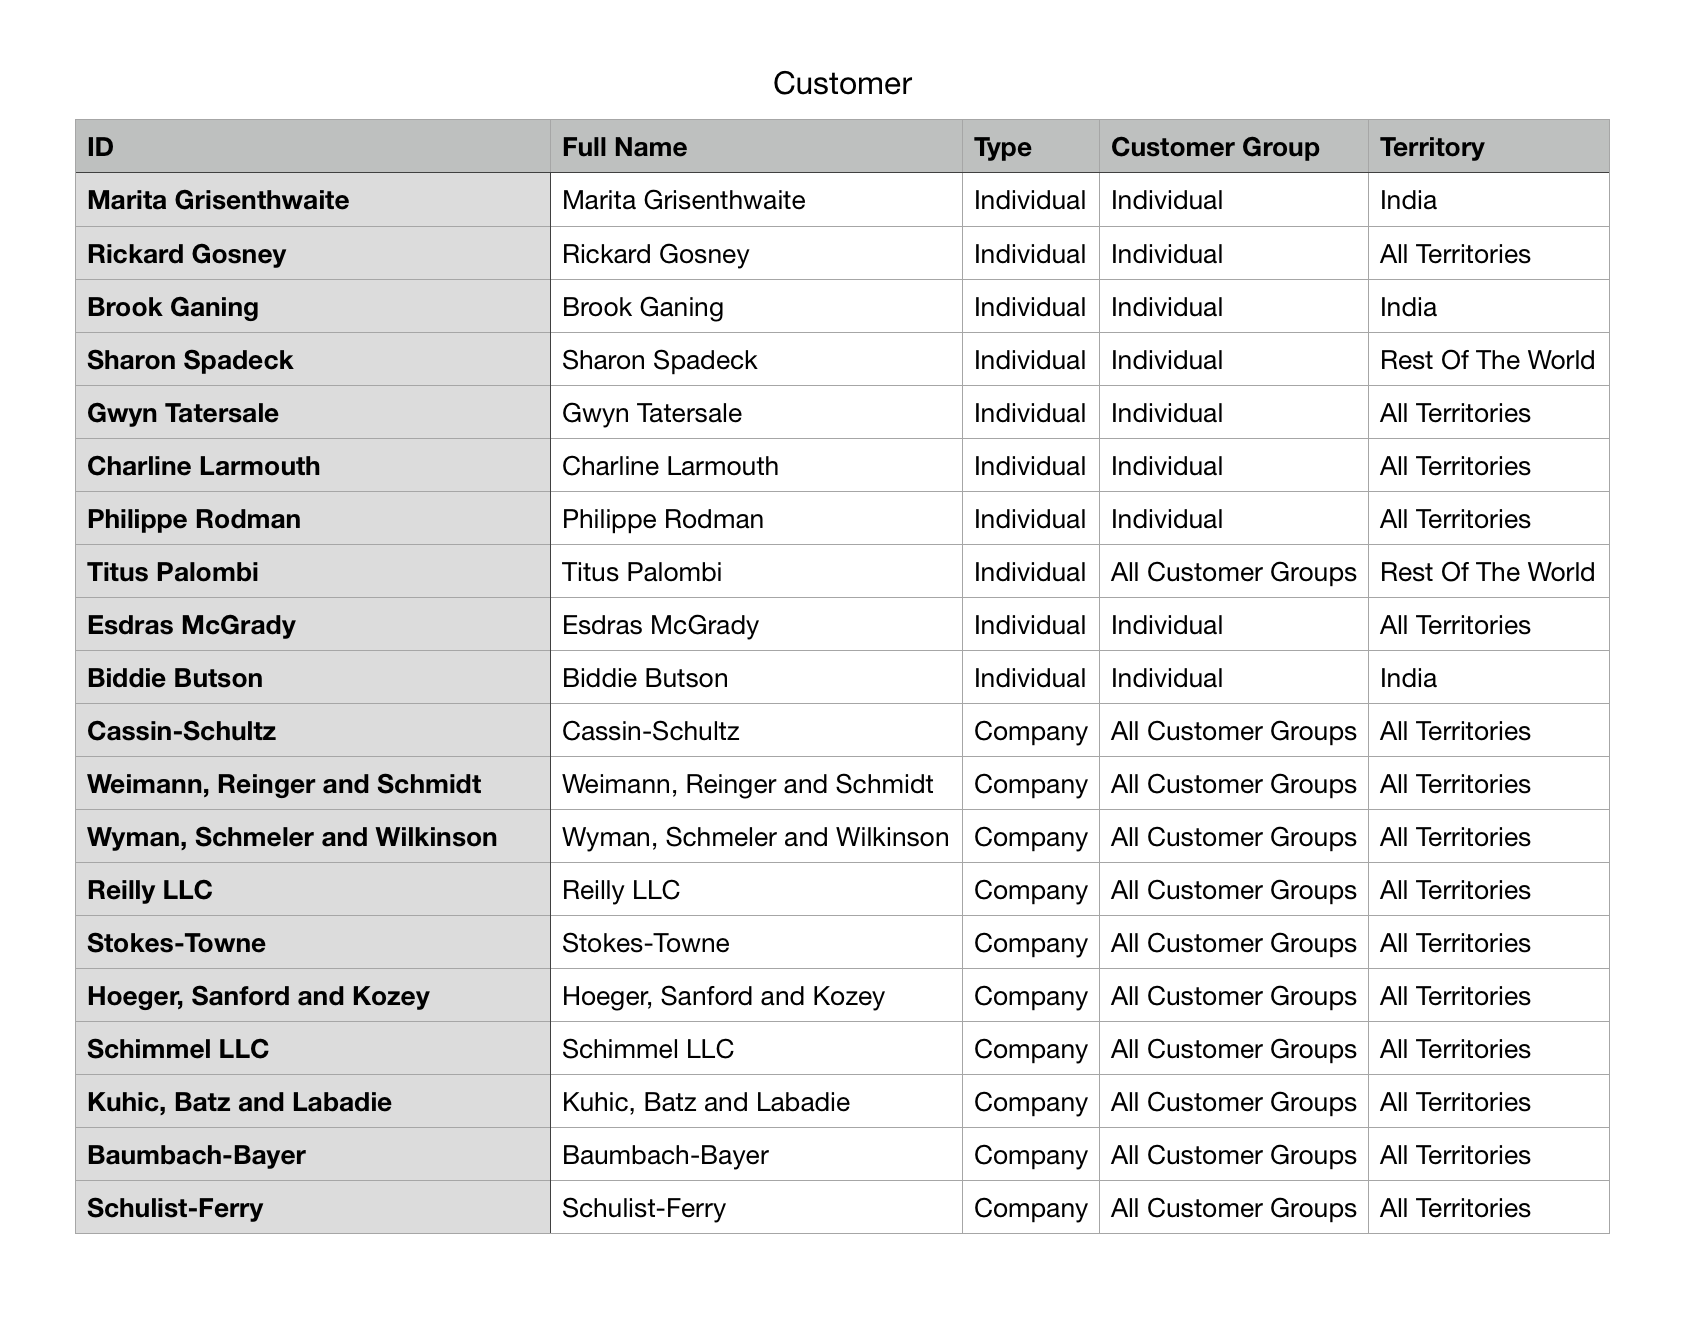 Customer
ID Full Name Type Customer Group Territory
Marita Grisenthwaite Marita Grisenthwaite Individual Individual India
Rickard Gosney Rickard Gosney Individual Individual All Territories
Brook Ganing Brook Ganing Individual Individual India
Sharon Spadeck Sharon Spadeck Individual Individual Rest Of The World
Gwyn Tatersale Gwyn Tatersale Individual Individual All Territories
Charline Larmouth Charline Larmouth Individual Individual All Territories
Philippe Rodman Philippe Rodman Individual Individual All Territories
Titus Palombi Titus Palombi Individual All Customer Groups Rest Of The World
Esdras McGrady Esdras McGrady Individual Individual All Territories
Biddie Butson Biddie Butson Individual Individual India
Cassin-Schultz Cassin-Schultz Company All Customer Groups All Territories
Weimann, Reinger and Schmidt Weimann, Reinger and Schmidt Company All Customer Groups All Territories
Wyman, Schmeler and Wilkinson Wyman, Schmeler and Wilkinson Company All Customer Groups All Territories
Reilly LLC Reilly LLC Company All Customer Groups All Territories
Stokes-Towne Stokes-Towne Company All Customer Groups All Territories
Hoeger, Sanford and Kozey Hoeger, Sanford and Kozey Company All Customer Groups All Territories
Schimmel LLC Schimmel LLC Company All Customer Groups All Territories
Kuhic, Batz and Labadie Kuhic, Batz and Labadie Company All Customer Groups All Territories
Baumbach-Bayer Baumbach-Bayer Company All Customer Groups All Territories
Schulist-Ferry Schulist-Ferry Company All Customer Groups All Territories